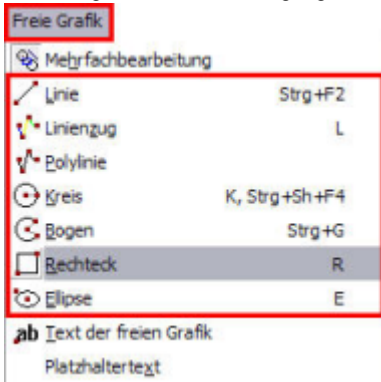 Freie Grafik
Mehrfachbearbeitung
Linie Strg+F2
Linienzug L
Polylinie
Kreis K, Strg+Sh+F4
Bogen Strg+G
Rechteck R
Ellipse E
ab Text der freien Grafik
Platzhaltertext